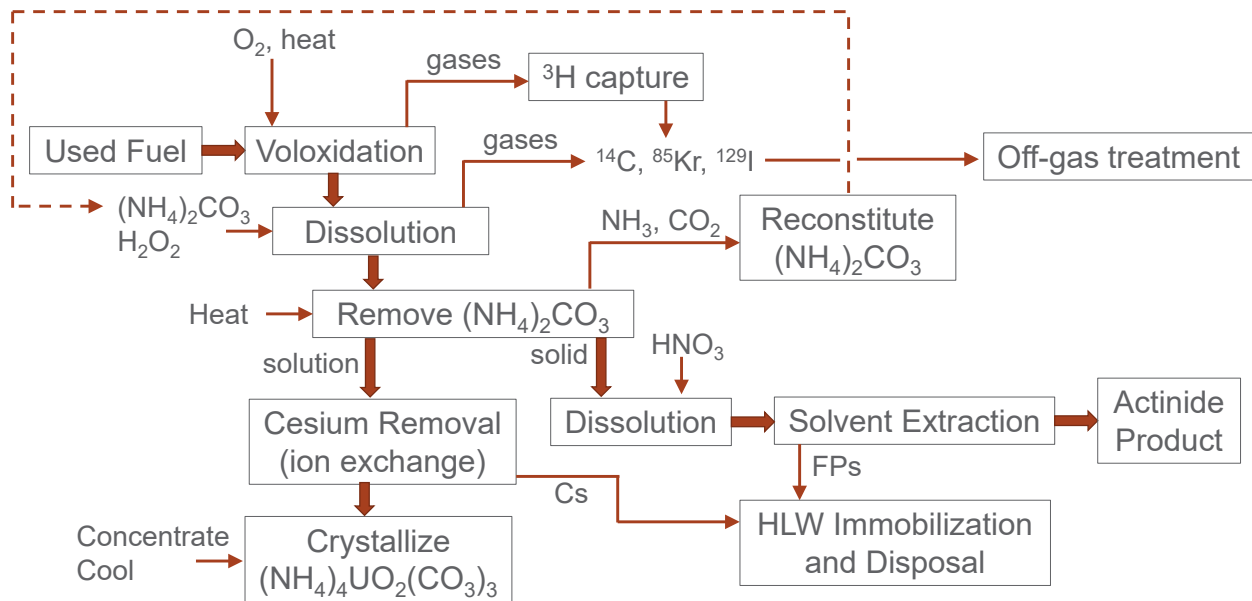 O₂, heat
gases
³H capture
Used Fuel
Voloxidation
gases
¹⁴C, ⁸⁵Kr, ¹²⁹I
Off-gas treatment
(NH₄)₂CO₃
H₂O₂
Dissolution
NH₃, CO₂
Reconstitute
(NH₄)₂CO₃
Heat
Remove (NH₄)₂CO₃
solution
solid
HNO₃
Cesium Removal
(ion exchange)
Dissolution
Solvent Extraction
Actinide
Product
Cs
FPs
HLW Immobilization
and Disposal
Concentrate
Cool
Crystallize
(NH₄)₄UO₂(CO₃)₃